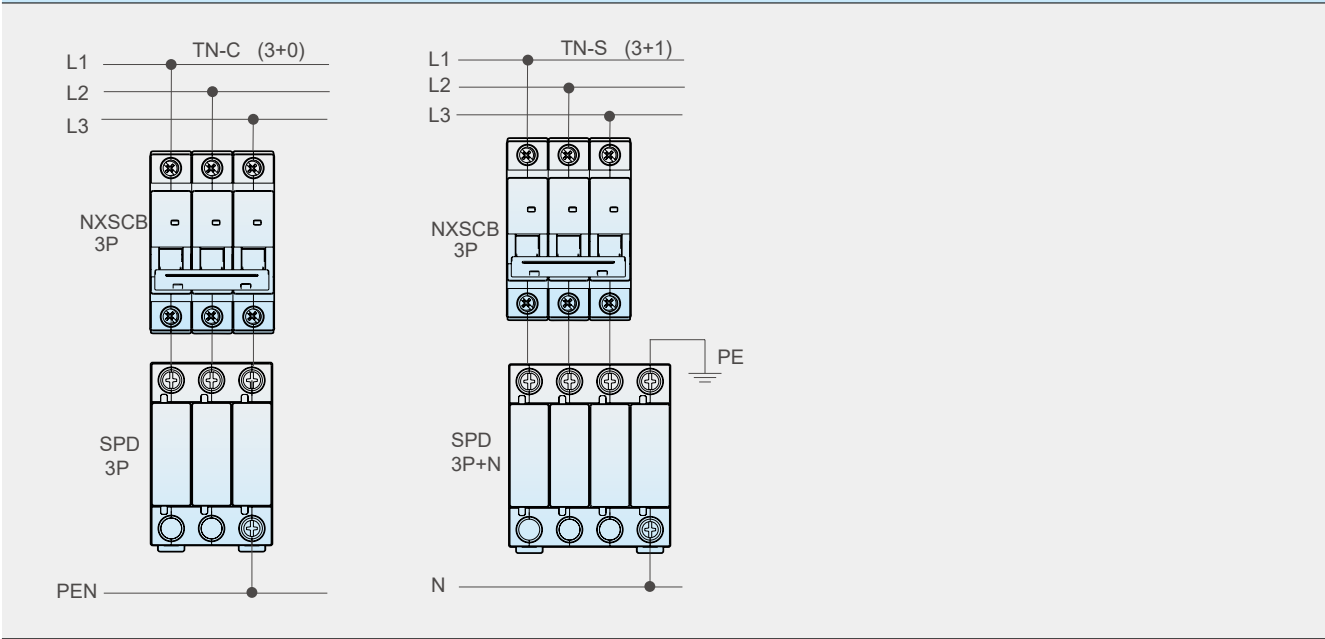 TN-C (3+0)
L1
L2
L3
NXSCB
3P
SPD
3P
PEN
TN-S (3+1)
L1
L2
L3
NXSCB
3P
PE
SPD
3P+N
N